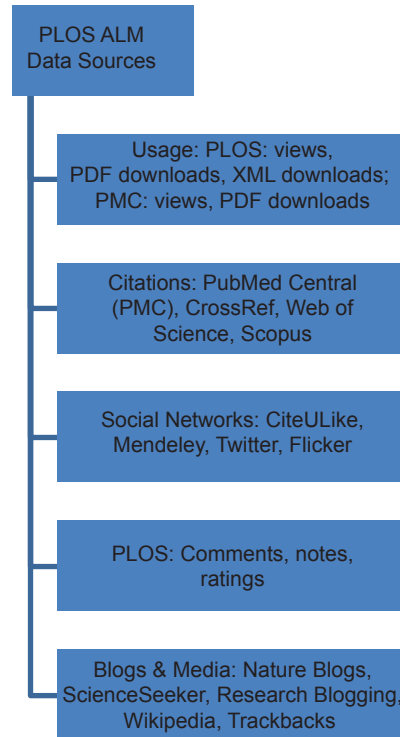 PLOS ALM
Data Sources
Usage: PLOS: views,
PDF downloads, XML downloads;
PMC: views, PDF downloads
Citations: PubMed Central
(PMC), CrossRef, Web of
Science, Scopus
Social Networks: CiteULike,
Mendeley, Twitter, Flicker
PLOS: Comments, notes,
ratings
Blogs & Media: Nature Blogs,
ScienceSeeker, Research Blogging,
Wikipedia, Trackbacks